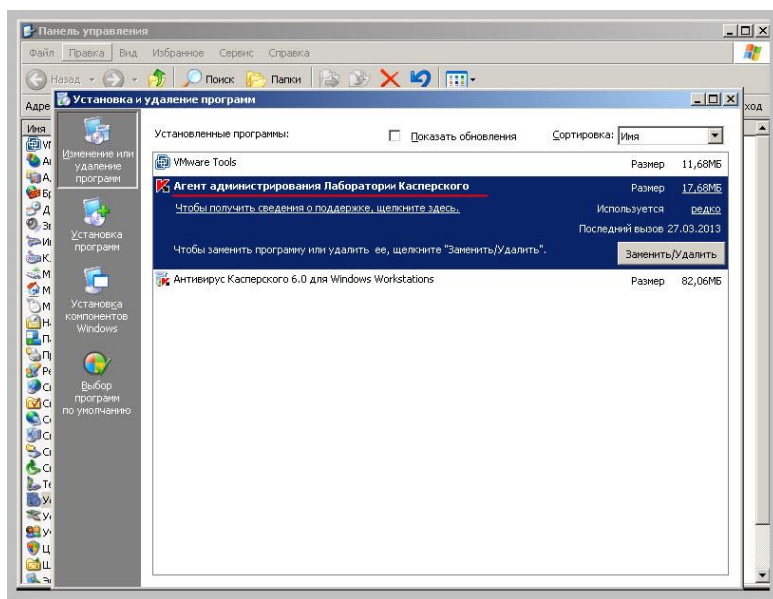 Панель управления
Файл Правка Вид Избранное Сервис Справка
Назад Поиск Папки
Адре
ход
Установка и удаление программ
Имя
Изменение или удаление программ
Установка программ
Установка компонентов Windows
Выбор программ по умолчанию
Установленные программы: Показать обновления Сортировка: Имя
VMware Tools Размер 11,68МБ
Агент администрирования Лаборатории Касперского Размер 17,68МБ
Чтобы получить сведения о поддержке, щелкните здесь. Используется редко
Последний вызов 27.03.2013
Чтобы заменить программу или удалить ее, щелкните "Заменить/Удалить". Заменить/Удалить
Антивирус Касперского 6.0 для Windows Workstations Размер 82,06МБ